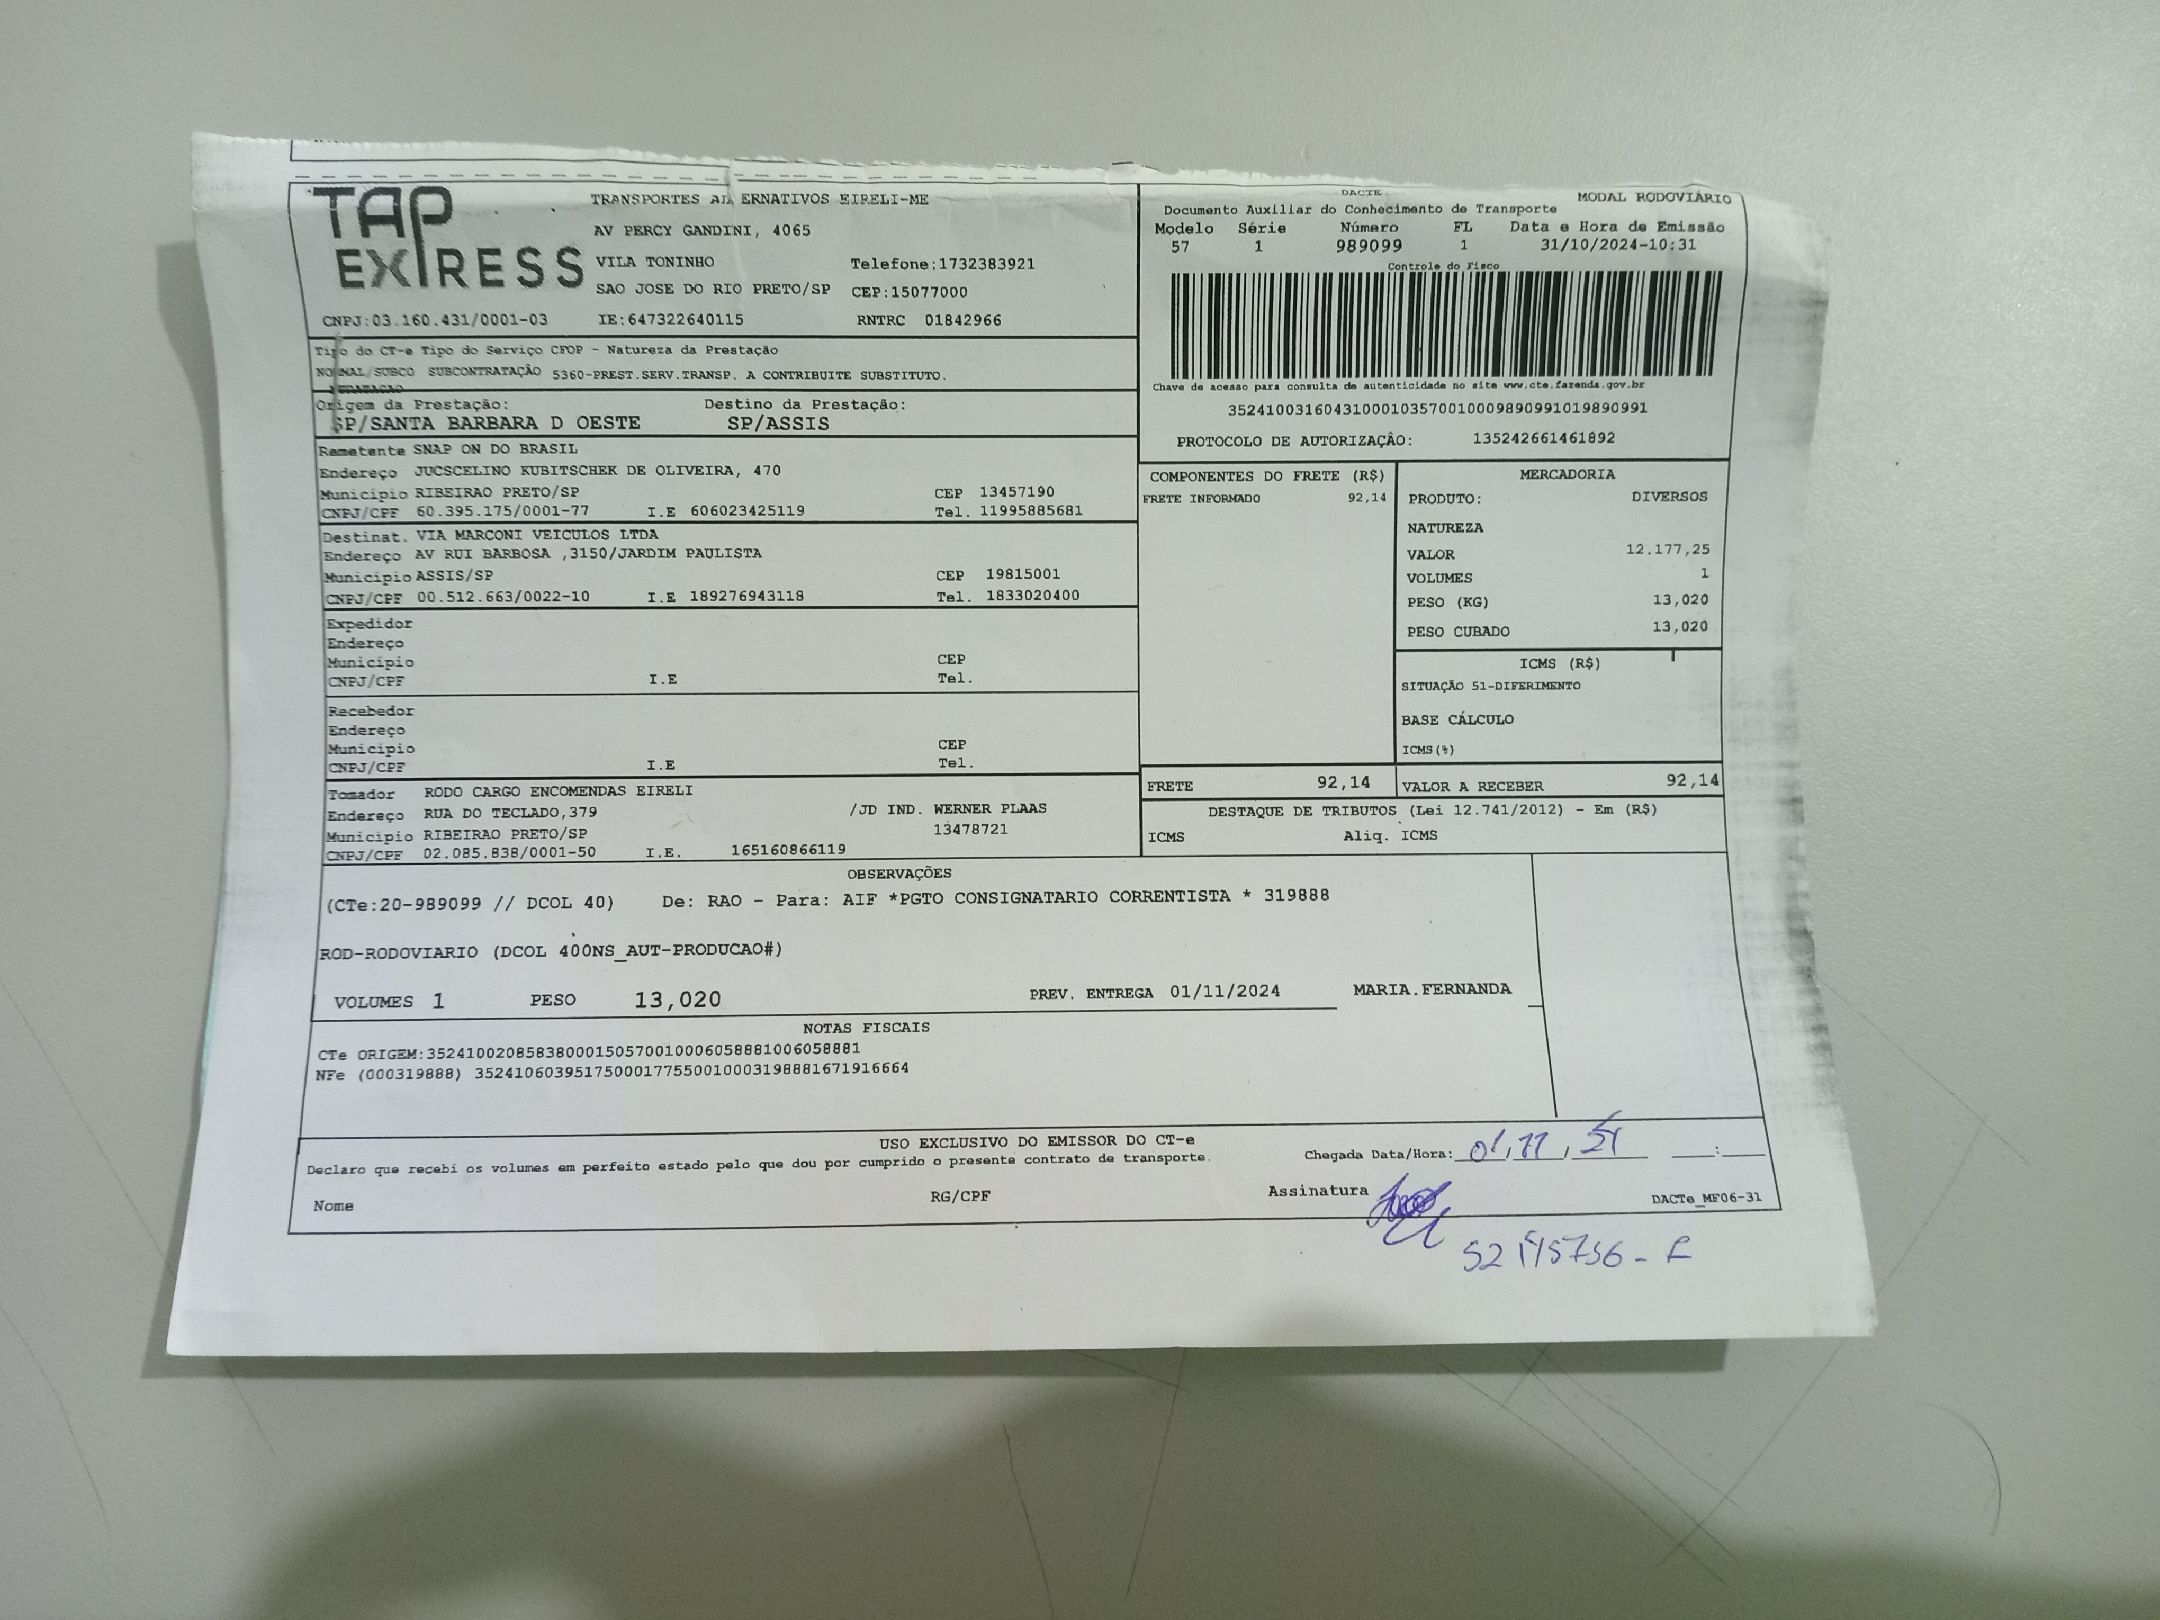 TAP EXPRESS
TRANSPORTES AL ERNATIVOS EIRELI-ME
AV PERCY GANDINI, 4065
VILA TONINHO Telefone:1732383921
SAO JOSE DO RIO PRETO/SP CEP:15077000
CNPJ:03.160.431/0001-03 IE:647322640115 RNTRC 01842966
DACTE MODAL RODOVIÁRIO
Documento Auxiliar do Conhecimento de Transporte
Modelo Série Número FL Data e Hora de Emissão
57 1 989099 1 31/10/2024-10:31
Controle do Fisco
Chave de acesso para consulta de autenticidade no site www.cte.fazenda.gov.br
35241003160431000103570010009890991019890991
PROTOCOLO DE AUTORIZAÇÃO: 135242661461892
Tipo do CT-e Tipo do Serviço CFOP - Natureza da Prestação
NORMAL/SUBCO SUBCONTRATAÇÃO 5360-PREST.SERV.TRANSP. A CONTRIBUITE SUBSTITUTO.
Origem da Prestação: Destino da Prestação:
SP/SANTA BARBARA D OESTE SP/ASSIS
Remetente SNAP ON DO BRASIL
Endereço JUCSCELINO KUBITSCHEK DE OLIVEIRA, 470
Municipio RIBEIRAO PRETO/SP CEP 13457190
CNPJ/CPF 60.395.175/0001-77 I.E 606023425119 Tel. 11995885681
Destinat. VIA MARCONI VEICULOS LTDA
Endereço AV RUI BARBOSA ,3150/JARDIM PAULISTA
Municipio ASSIS/SP CEP 19815001
CNPJ/CPF 00.512.663/0022-10 I.E 189276943118 Tel. 1833020400
Expedidor
Endereço
Municipio CEP
CNPJ/CPF I.E Tel.
Recebedor
Endereço
Municipio CEP
CNPJ/CPF I.E Tel.
Tomador RODO CARGO ENCOMENDAS EIRELI
Endereço RUA DO TECLADO,379 /JD IND. WERNER PLAAS
Municipio RIBEIRAO PRETO/SP 13478721
CNPJ/CPF 02.085.838/0001-50 I.E. 165160866119
COMPONENTES DO FRETE (R$)
FRETE INFORMADO 92,14
MERCADORIA
PRODUTO: DIVERSOS
NATUREZA
VALOR 12.177,25
VOLUMES 1
PESO (KG) 13,020
PESO CUBADO 13,020
ICMS (R$)
SITUAÇÃO 51-DIFERIMENTO
BASE CÁLCULO
ICMS(%)
FRETE 92,14 VALOR A RECEBER 92,14
DESTAQUE DE TRIBUTOS (Lei 12.741/2012) - Em (R$)
ICMS Aliq. ICMS
OBSERVAÇÕES
(CTe:20-989099 // DCOL 40) De: RAO - Para: AIF *PGTO CONSIGNATARIO CORRENTISTA * 319888
ROD-RODOVIARIO (DCOL 400NS_AUT-PRODUCAO#)
VOLUMES 1 PESO 13,020 PREV. ENTREGA 01/11/2024 MARIA.FERNANDA
NOTAS FISCAIS
CTe ORIGEM:35241002085838000150570010006058881006058881
NFe (000319888) 35241060395175000177550010003198881671916664
USO EXCLUSIVO DO EMISSOR DO CT-e
Declaro que recebi os volumes em perfeito estado pelo que dou por cumprido o presente contrato de transporte.
Chegada Data/Hora: 01, 11, __:__
Nome RG/CPF Assinatura DACTe_MF06-31